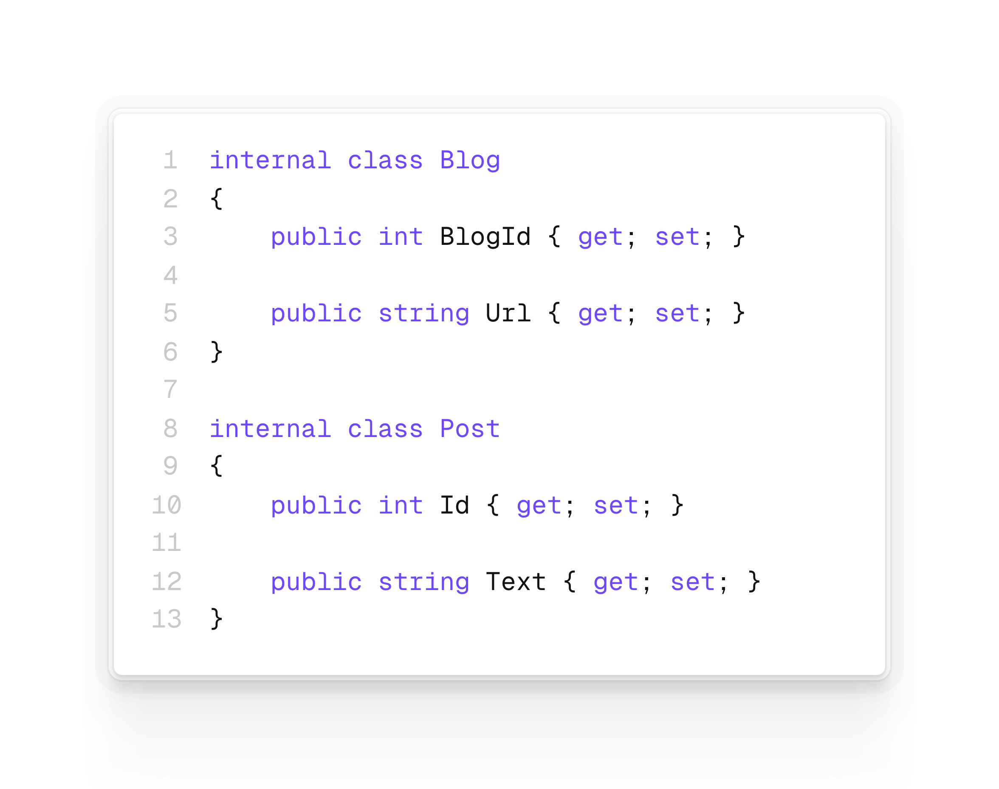 1 internal class Blog
2 {
3     public int BlogId { get; set; }
4
5     public string Url { get; set; }
6 }
7
8 internal class Post
9 {
10     public int Id { get; set; }
11
12     public string Text { get; set; }
13 }